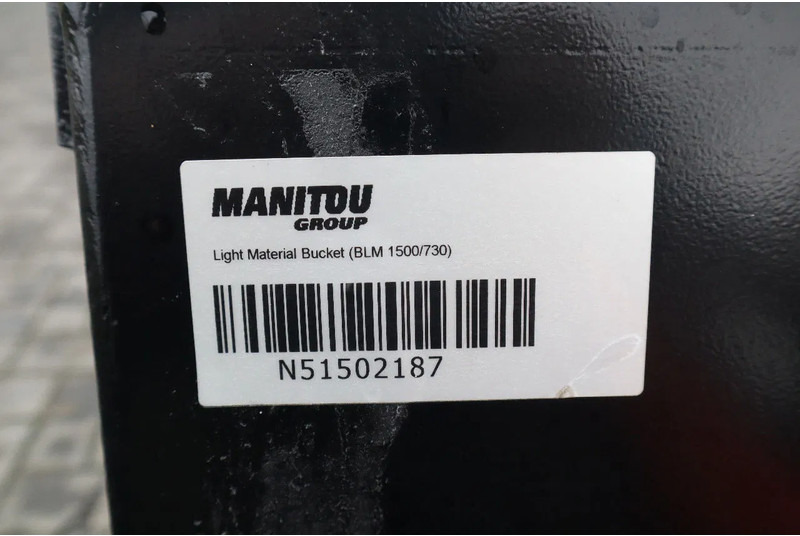 MANITOU
GROUP
Light Material Bucket (BLM 1500/730)
N51502187